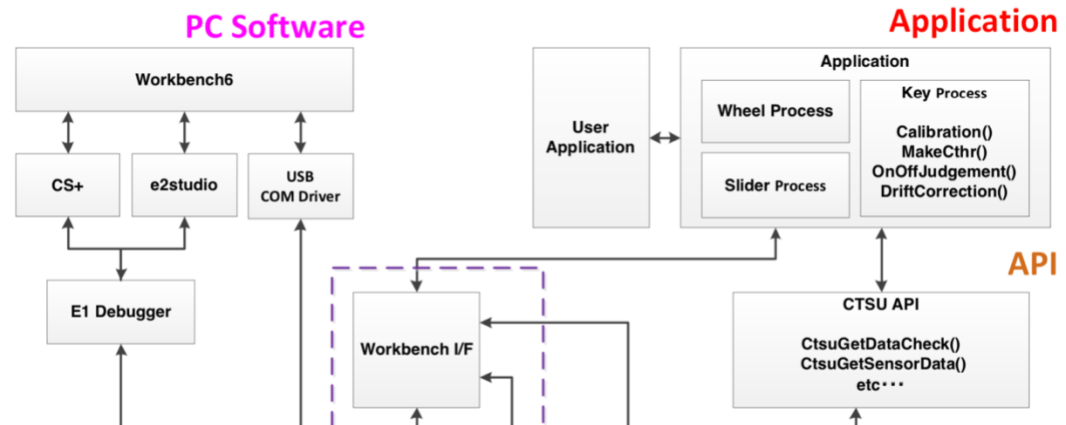 PC Software
Application
Workbench6
CS+
e2studio
USB
COM Driver
E1 Debugger
User
Application
Application
Wheel Process
Slider Process
Key Process
Calibration()
MakeCthr()
OnOffJudgement()
DriftCorrection()
API
Workbench I/F
CTSU API
CtsuGetDataCheck()
CtsuGetSensorData()
etc･･･